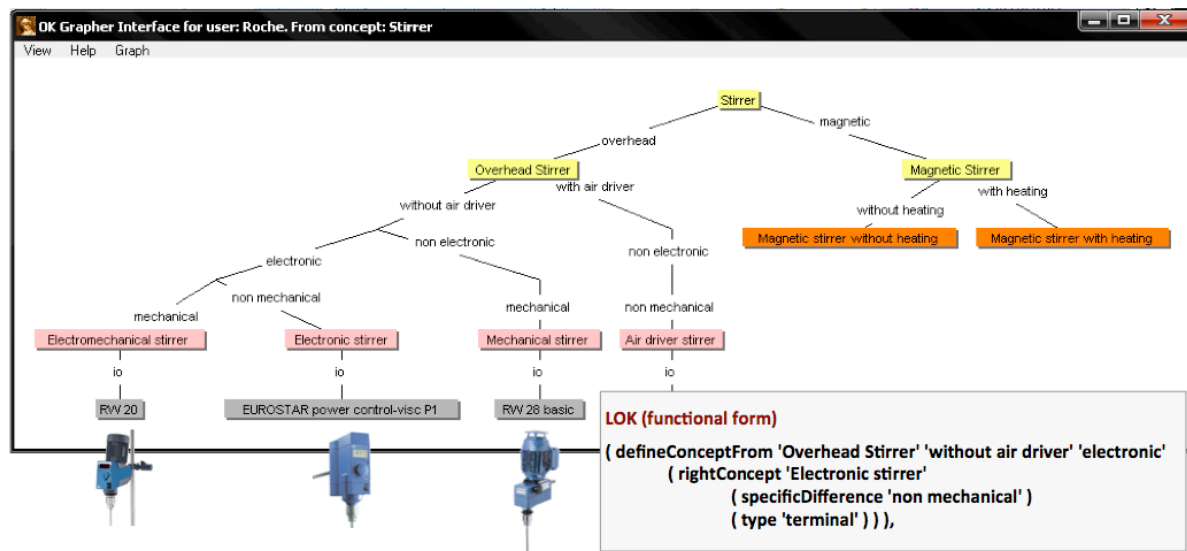 OK Grapher Interface for user: Roche. From concept: Stirrer
View Help Graph
Stirrer
magnetic
overhead
Overhead Stirrer
Magnetic Stirrer
with air driver
with heating
without air driver
without heating
non electronic
Magnetic stirrer without heating
Magnetic stirrer with heating
non electronic
electronic
non mechanical
mechanical
mechanical
non mechanical
Electromechanical stirrer
Electronic stirrer
Mechanical stirrer
Air driver stirrer
io
io
io
io
RW 20
EUROSTAR power control-visc P1
RW 28 basic
LOK (functional form)
( defineConceptFrom 'Overhead Stirrer' 'without air driver' 'electronic'
( rightConcept 'Electronic stirrer'
( specificDifference 'non mechanical' )
( type 'terminal' ) ) ),